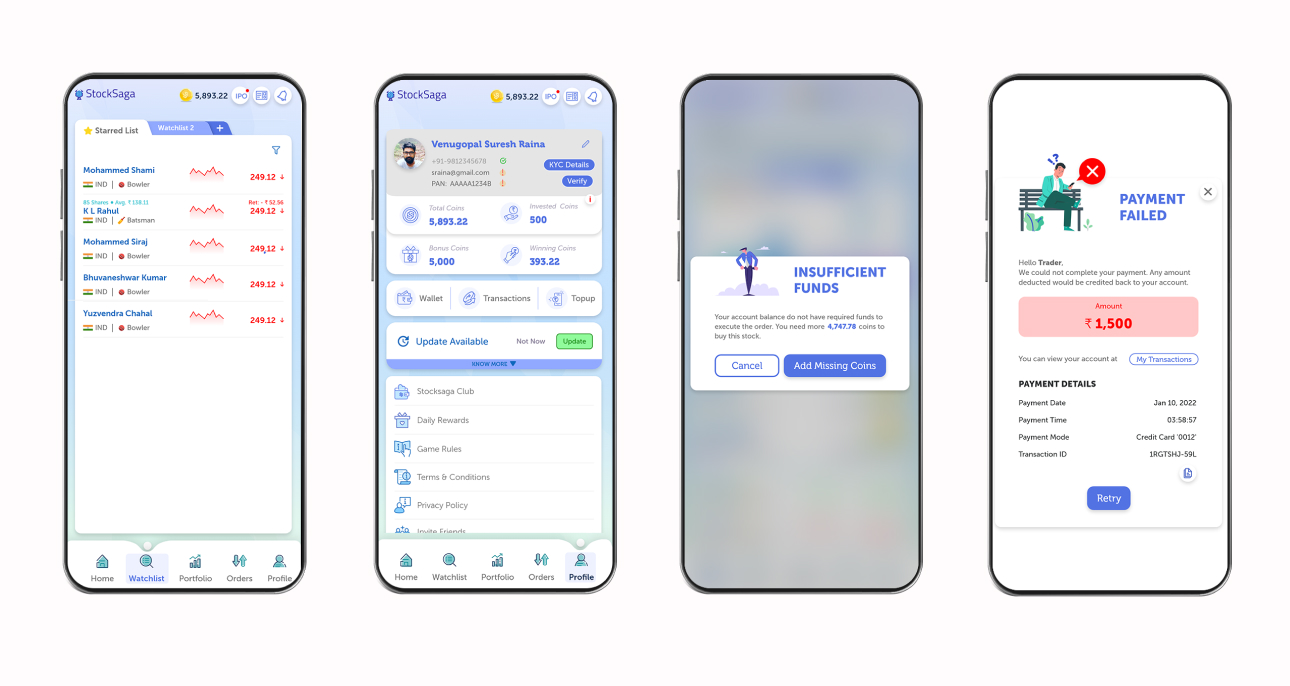 StockSaga
5,893.22
IPO
Starred List
Watchlist 2
+
Mohammed Shami
IND | Bowler
249.12
85 Shares • Avg. ₹ 158.11
Ret: - ₹ 52.56
K L Rahul
249.12
IND | Batsman
Mohammed Siraj
249.12
IND | Bowler
Bhuvaneshwar Kumar
249.12
IND | Bowler
Yuzvendra Chahal
249.12
IND | Bowler
Home
Watchlist
Portfolio
Orders
Profile
StockSaga
5,893.22
IPO
Venugopal Suresh Raina
+91-9812345678
KYC Details
sraina@gmail.com
PAN: AAAAA1234B
Verify
Total Coins
5,893.22
Invested Coins
500
Bonus Coins
5,000
Winning Coins
393.22
Wallet
Transactions
Topup
Update Available
Not Now
Update
KNOW MORE
Stocksaga Club
Daily Rewards
Game Rules
Terms & Conditions
Privacy Policy
Invite Friends
Home
Watchlist
Portfolio
Orders
Profile
INSUFFICIENT
FUNDS
Your account balance do not have required funds to
execute the order. You need more 4,747.78 coins to
buy this stock.
Cancel
Add Missing Coins
PAYMENT
FAILED
Hello Trader,
We could not complete your payment. Any amount
deducted would be credited back to your account.
Amount
₹ 1,500
You can view your account at
My Transactions
PAYMENT DETAILS
Payment Date
Jan 10, 2022
Payment Time
03:58:57
Payment Mode
Credit Card '0012'
Transaction ID
1RGTSHJ-59L
Retry